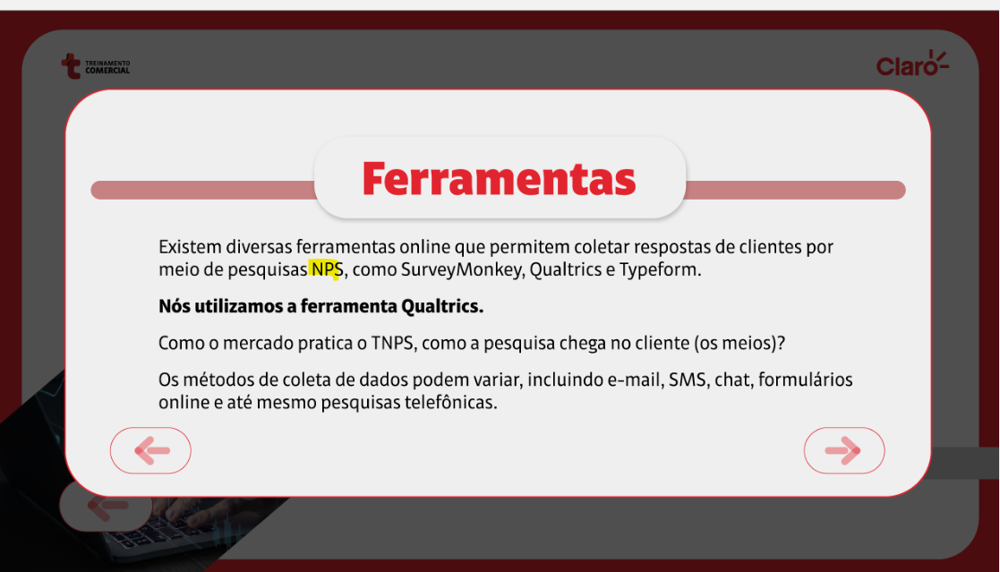 TREINAMENTO
COMERCIAL
Claro
Ferramentas
Existem diversas ferramentas online que permitem coletar respostas de clientes por
meio de pesquisas NPS, como SurveyMonkey, Qualtrics e Typeform.
Nós utilizamos a ferramenta Qualtrics.
Como o mercado pratica o TNPS, como a pesquisa chega no cliente (os meios)?
Os métodos de coleta de dados podem variar, incluindo e-mail, SMS, chat, formulários
online e até mesmo pesquisas telefônicas.